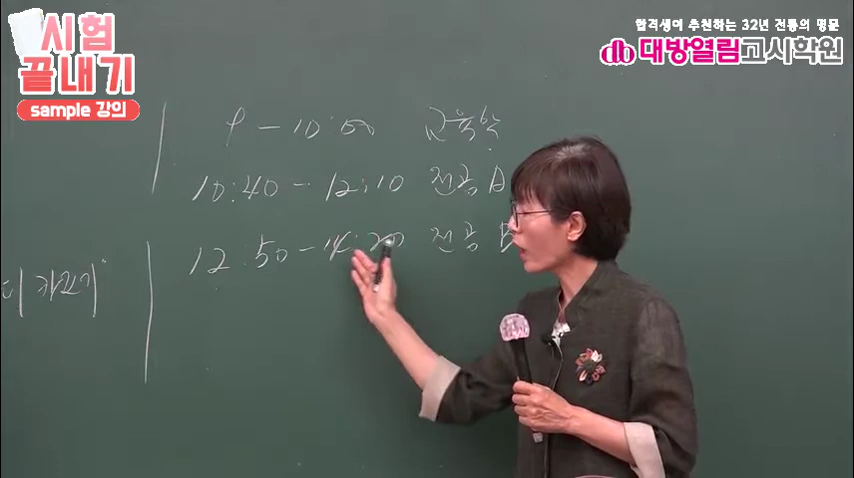 시험
끝내기
sample 강의
합격생이 추천하는 32년 전통의 명문
db 대방열림고시학원
9 - 10:00 교육학
10:40 - 12:10 전공 A
12:50 - 14:20 전공 B